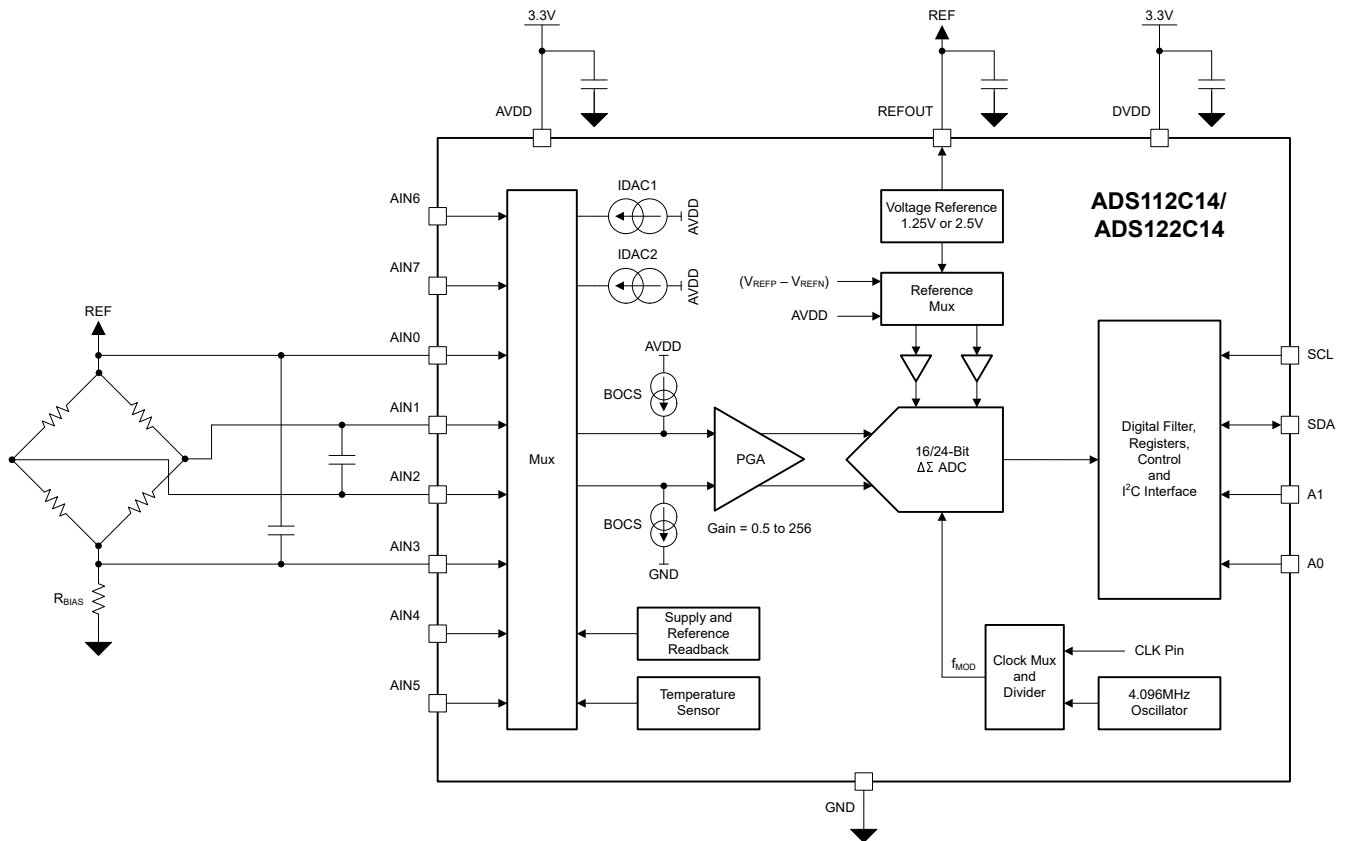 3.3V
REF
3.3V
AVDD
REFOUT
DVDD
ADS112C14/
ADS122C14
AIN6
IDAC1
AVDD
Voltage Reference
1.25V or 2.5V
AIN7
IDAC2
AVDD
(VREFP – VREFN)
Reference
Mux
AVDD
REF
AIN0
AVDD
SCL
BOCS
AIN1
Mux
PGA
16/24-Bit
ΔΣ ADC
Digital Filter,
Registers,
Control
and
I²C Interface
SDA
AIN2
A1
BOCS
Gain = 0.5 to 256
AIN3
GND
A0
RBIAS
AIN4
Supply and
Reference
Readback
fMOD
Clock Mux
and
Divider
CLK Pin
AIN5
Temperature
Sensor
4.096MHz
Oscillator
GND